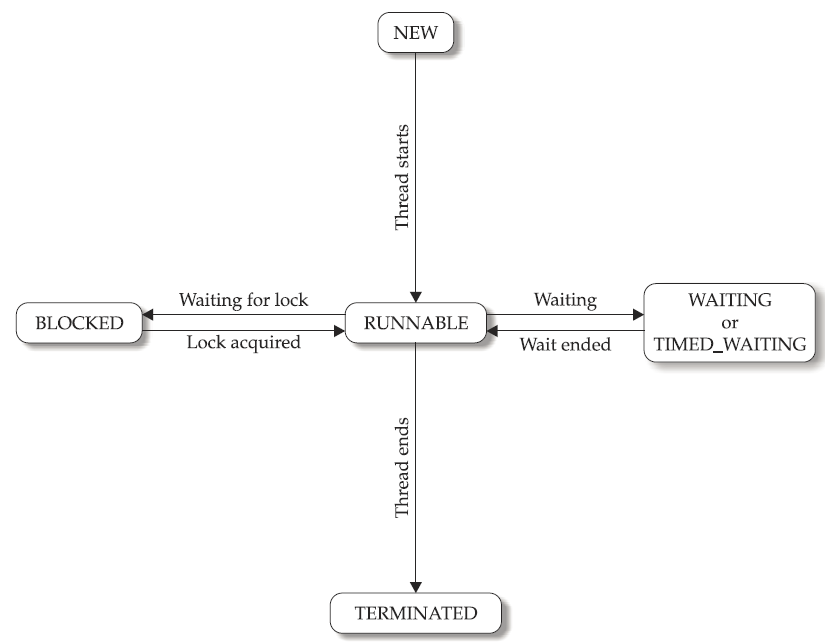 NEW
Thread starts
Waiting for lock
Waiting
BLOCKED
RUNNABLE
WAITING
or
TIMED_WAITING
Lock acquired
Wait ended
Thread ends
TERMINATED